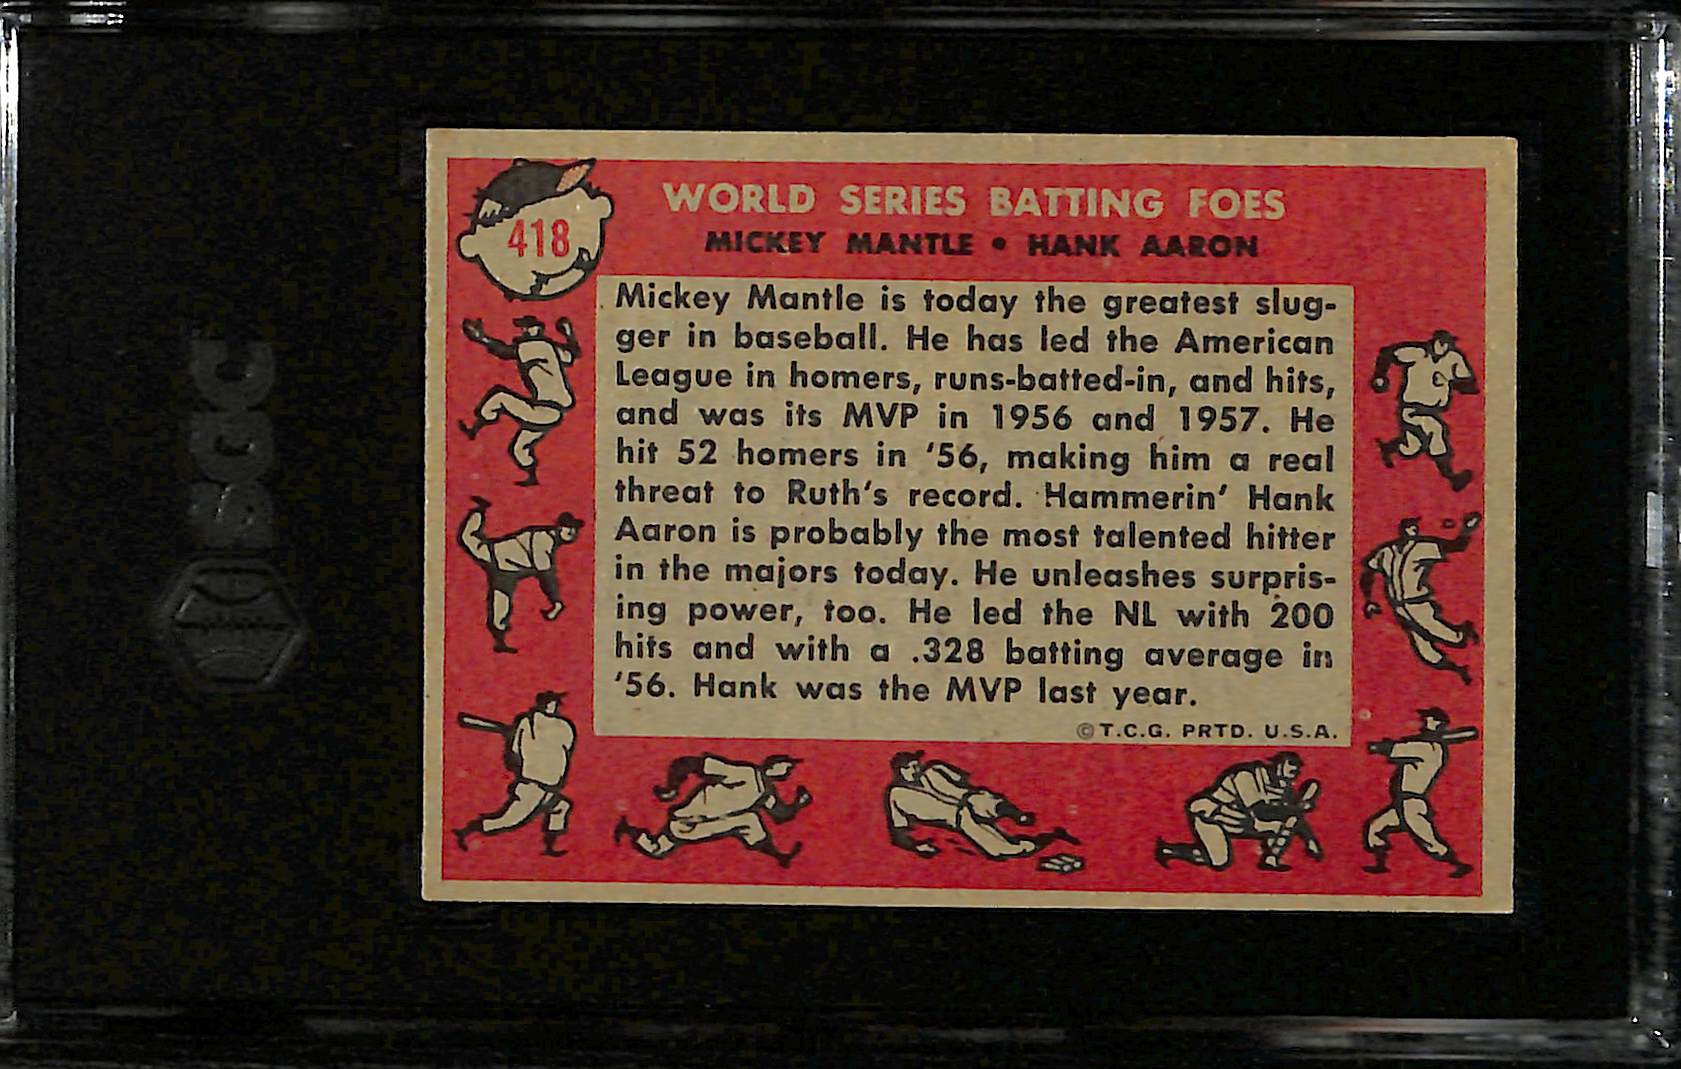 418
WORLD SERIES BATTING FOES
MICKEY MANTLE • HANK AARON
Mickey Mantle is today the greatest slug-
ger in baseball. He has led the American
League in homers, runs-batted-in, and hits,
and was its MVP in 1956 and 1957. He
hit 52 homers in '56, making him a real
threat to Ruth's record. Hammerin' Hank
Aaron is probably the most talented hitter
in the majors today. He unleashes surpris-
ing power, too. He led the NL with 200
hits and with a .328 batting average in
'56. Hank was the MVP last year.
© T.C.G. PRTD. U.S.A.
SGC